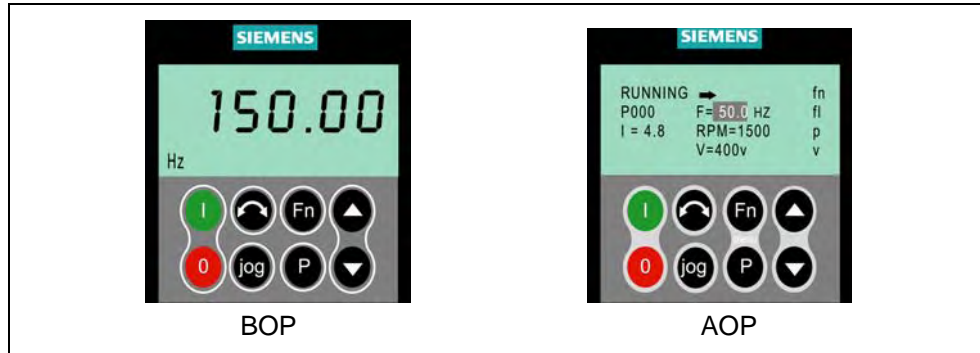 SIEMENS
150.00
Hz
I
Fn
0
jog
P
BOP
SIEMENS
RUNNING fn
P000 F= 50.0 HZ fl
I = 4.8 RPM=1500 p
V=400v v
I
Fn
0
jog
P
AOP